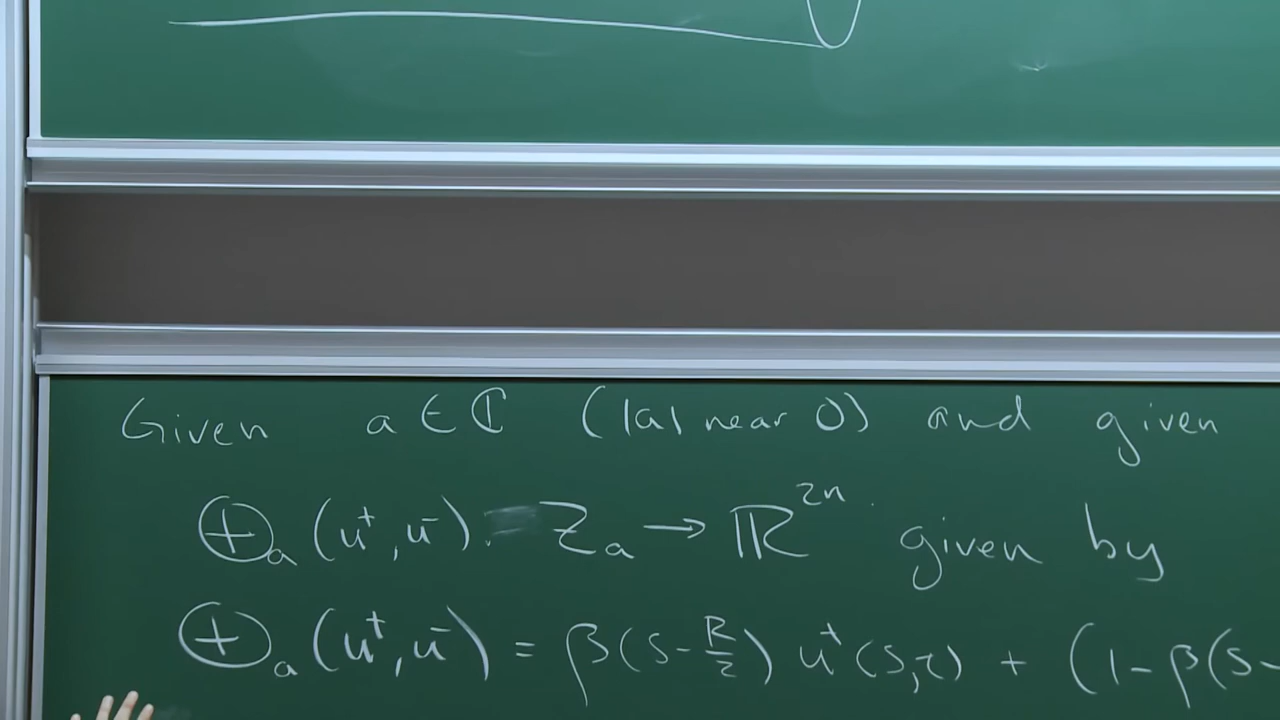 Given a ∈ ℂ (|a| near 0) and given
⊕ₐ(u⁺,u⁻): Zₐ → ℝ²ⁿ given by
⊕ₐ(u⁺,u⁻) = β(s-R/2) u⁺(s,τ) + (1-β(s-